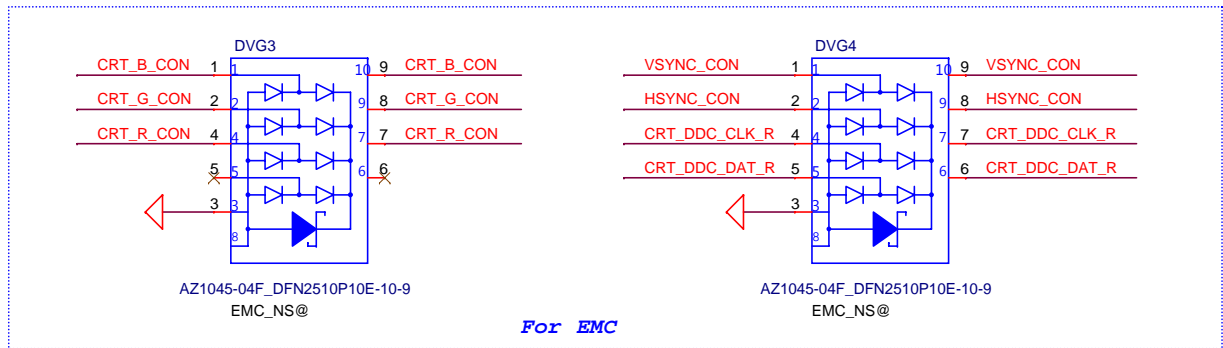 DVG3
CRT_B_CON 1 1 10 9 CRT_B_CON
CRT_G_CON 2 2 9 8 CRT_G_CON
CRT_R_CON 4 4 7 7 CRT_R_CON
5 5 6 6
3 3
8
AZ1045-04F_DFN2510P10E-10-9
EMC_NS@
DVG4
VSYNC_CON 1 1 10 9 VSYNC_CON
HSYNC_CON 2 2 9 8 HSYNC_CON
CRT_DDC_CLK_R 4 4 7 7 CRT_DDC_CLK_R
CRT_DDC_DAT_R 5 5 6 6 CRT_DDC_DAT_R
3 3
8
AZ1045-04F_DFN2510P10E-10-9
EMC_NS@
For EMC